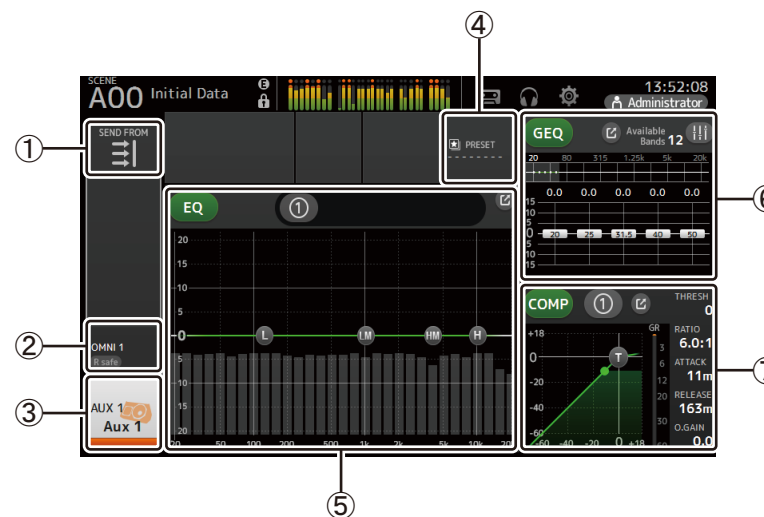 ④
SCENE
A00 Initial Data
E
13:52:08
Administrator
①
SEND FROM
PRESET
GEQ
Available
Bands 12
20 80 315 1.25k 5k 20k
0.0 0.0 0.0 0.0 0.0
15
10
5
0 20 25 31.5 40 50
5
10
15
⑥
EQ ①
20
15
10
5
0 L LM HM H
5
10
15
20
20 50 100 200 500 1k 2k 5k 10k 20
②
OMNI 1
R safe
③
AUX 1
Aux 1
COMP ①
THRESH
0
+18 GR
RATIO
6.0:1
0 T 3
6
ATTACK
11m
-20 12
20
RELEASE
163m
-40 30
O.GAIN
0.0
-60 60
-60 -40 -20 0 +18
⑦
⑤